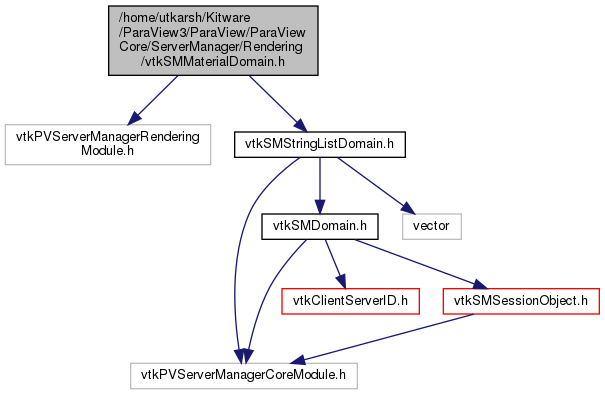 /home/utkarsh/Kitware
/ParaView3/ParaView/ParaView
Core/ServerManager/Rendering
/vtkSMMaterialDomain.h
vtkPVServerManagerRendering
Module.h
vtkSMStringListDomain.h
vtkSMDomain.h
vector
vtkClientServerID.h
vtkSMSessionObject.h
vtkPVServerManagerCoreModule.h